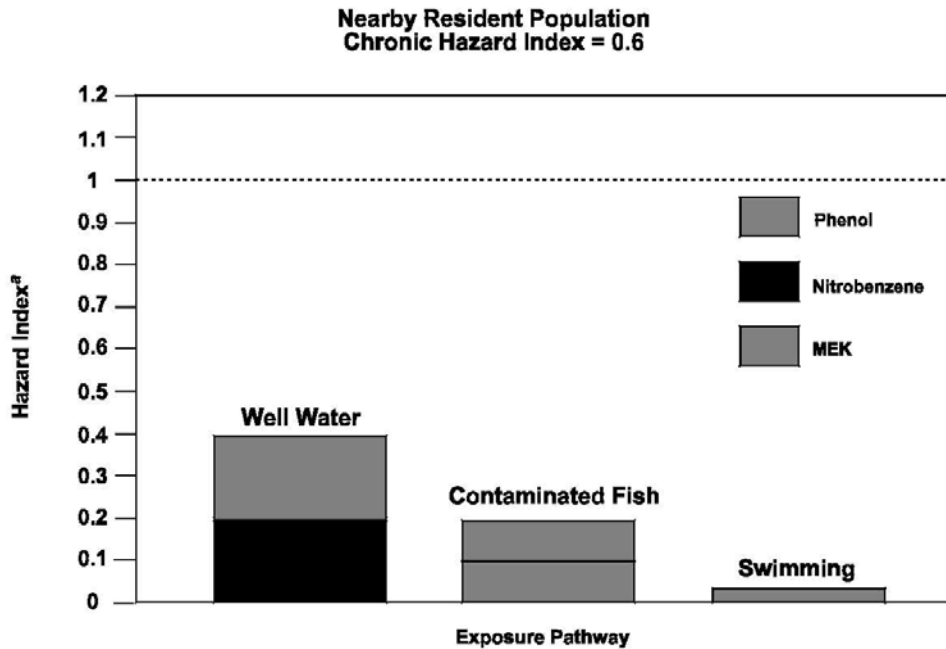 Nearby Resident Population
Chronic Hazard Index = 0.6
1.2
1.1
1
0.9
0.8
0.7
0.6
0.5
0.4
0.3
0.2
0.1
0
Hazard Indexᵃ
Phenol
Nitrobenzene
MEK
Well Water
Contaminated Fish
Swimming
Exposure Pathway